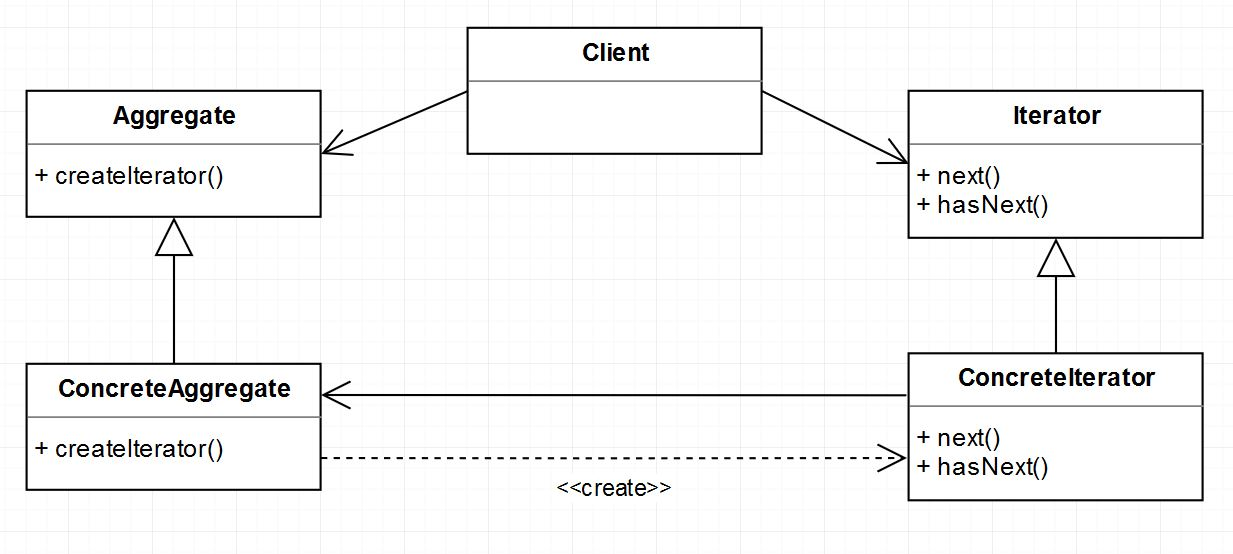 Client
Aggregate
+ createIterator()
Iterator
+ next()
+ hasNext()
ConcreteAggregate
+ createIterator()
ConcreteIterator
+ next()
+ hasNext()
<<create>>